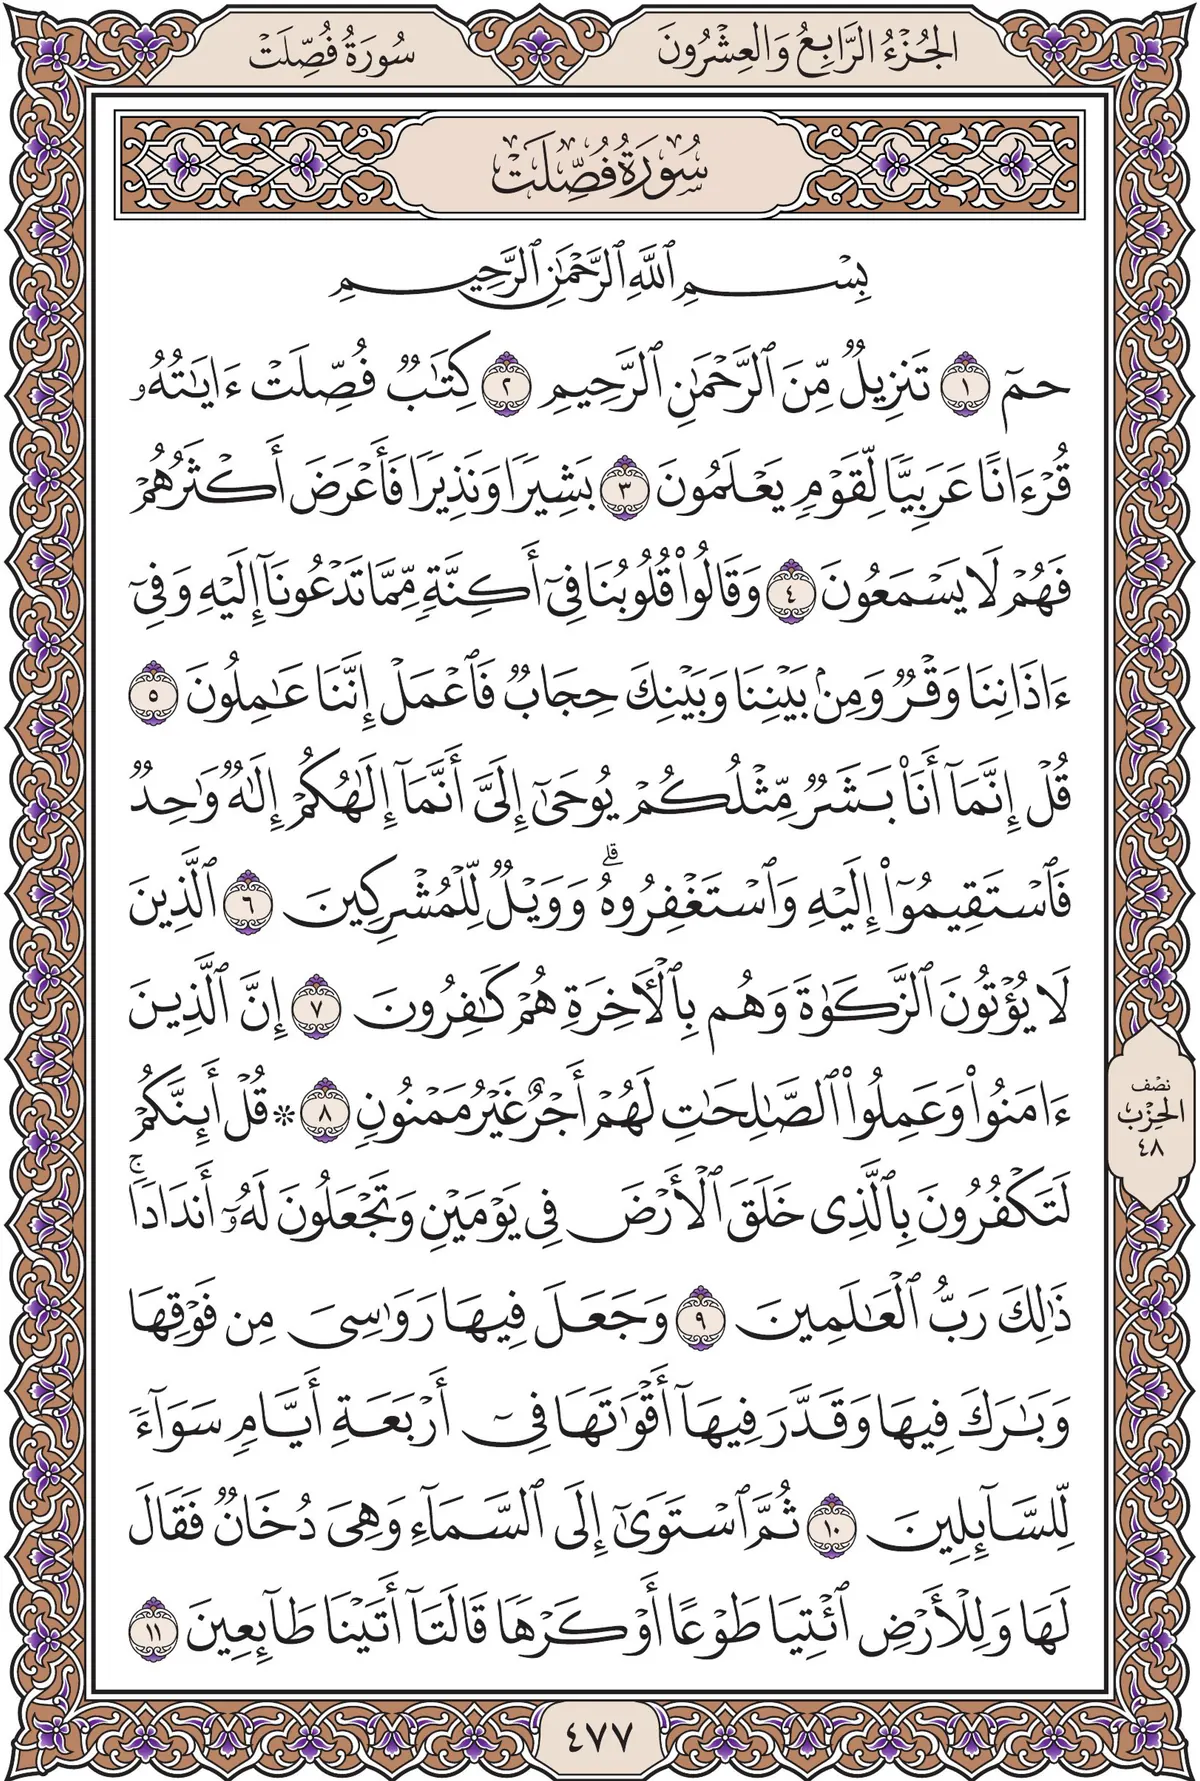 الجُزْءُ الرَّابِعُ وَالعِشْرُونَ
سُورَةُ فُصِّلَتْ
سُورَةُ فُصِّلَتْ
بِسْمِ ٱللَّهِ ٱلرَّحْمَٰنِ ٱلرَّحِيمِ
حمٓ ١ تَنزِيلٌ مِّنَ ٱلرَّحْمَٰنِ ٱلرَّحِيمِ ٢ كِتَٰبٌ فُصِّلَتْ ءَايَٰتُهُۥ
قُرْءَانًا عَرَبِيًّا لِّقَوْمٍ يَعْلَمُونَ ٣ بَشِيرًا وَنَذِيرًا فَأَعْرَضَ أَكْثَرُهُمْ
فَهُمْ لَا يَسْمَعُونَ ٤ وَقَالُوا۟ قُلُوبُنَا فِىٓ أَكِنَّةٍ مِّمَّا تَدْعُونَآ إِلَيْهِ وَفِىٓ
ءَاذَانِنَا وَقْرٌ وَمِنۢ بَيْنِنَا وَبَيْنِكَ حِجَابٌ فَٱعْمَلْ إِنَّنَا عَٰمِلُونَ ٥
قُلْ إِنَّمَآ أَنَا۠ بَشَرٌ مِّثْلُكُمْ يُوحَىٰٓ إِلَىَّ أَنَّمَآ إِلَٰهُكُمْ إِلَٰهٌ وَٰحِدٌ
فَٱسْتَقِيمُوٓا۟ إِلَيْهِ وَٱسْتَغْفِرُوهُ ۗ وَوَيْلٌ لِّلْمُشْرِكِينَ ٦ ٱلَّذِينَ
لَا يُؤْتُونَ ٱلزَّكَوٰةَ وَهُم بِٱلْأَخِرَةِ هُمْ كَٰفِرُونَ ٧ إِنَّ ٱلَّذِينَ
ءَامَنُوا۟ وَعَمِلُوا۟ ٱلصَّٰلِحَٰتِ لَهُمْ أَجْرٌ غَيْرُ مَمْنُونٍ ٨ * قُلْ أَئِنَّكُمْ
لَتَكْفُرُونَ بِٱلَّذِى خَلَقَ ٱلْأَرْضَ فِى يَوْمَيْنِ وَتَجْعَلُونَ لَهُۥٓ أَندَادًا ۚ
ذَٰلِكَ رَبُّ ٱلْعَٰلَمِينَ ٩ وَجَعَلَ فِيهَا رَوَٰسِىَ مِن فَوْقِهَا
وَبَٰرَكَ فِيهَا وَقَدَّرَ فِيهَآ أَقْوَٰتَهَا فِىٓ أَرْبَعَةِ أَيَّامٍ سَوَآءً
لِّلسَّآئِلِينَ ١٠ ثُمَّ ٱسْتَوَىٰٓ إِلَى ٱلسَّمَآءِ وَهِىَ دُخَانٌ فَقَالَ
لَهَا وَلِلْأَرْضِ ٱئْتِيَا طَوْعًا أَوْ كَرْهًا قَالَتَآ أَتَيْنَا طَآئِعِينَ ١١
نصْف
الحِزْب
٤٨
٤٧٧